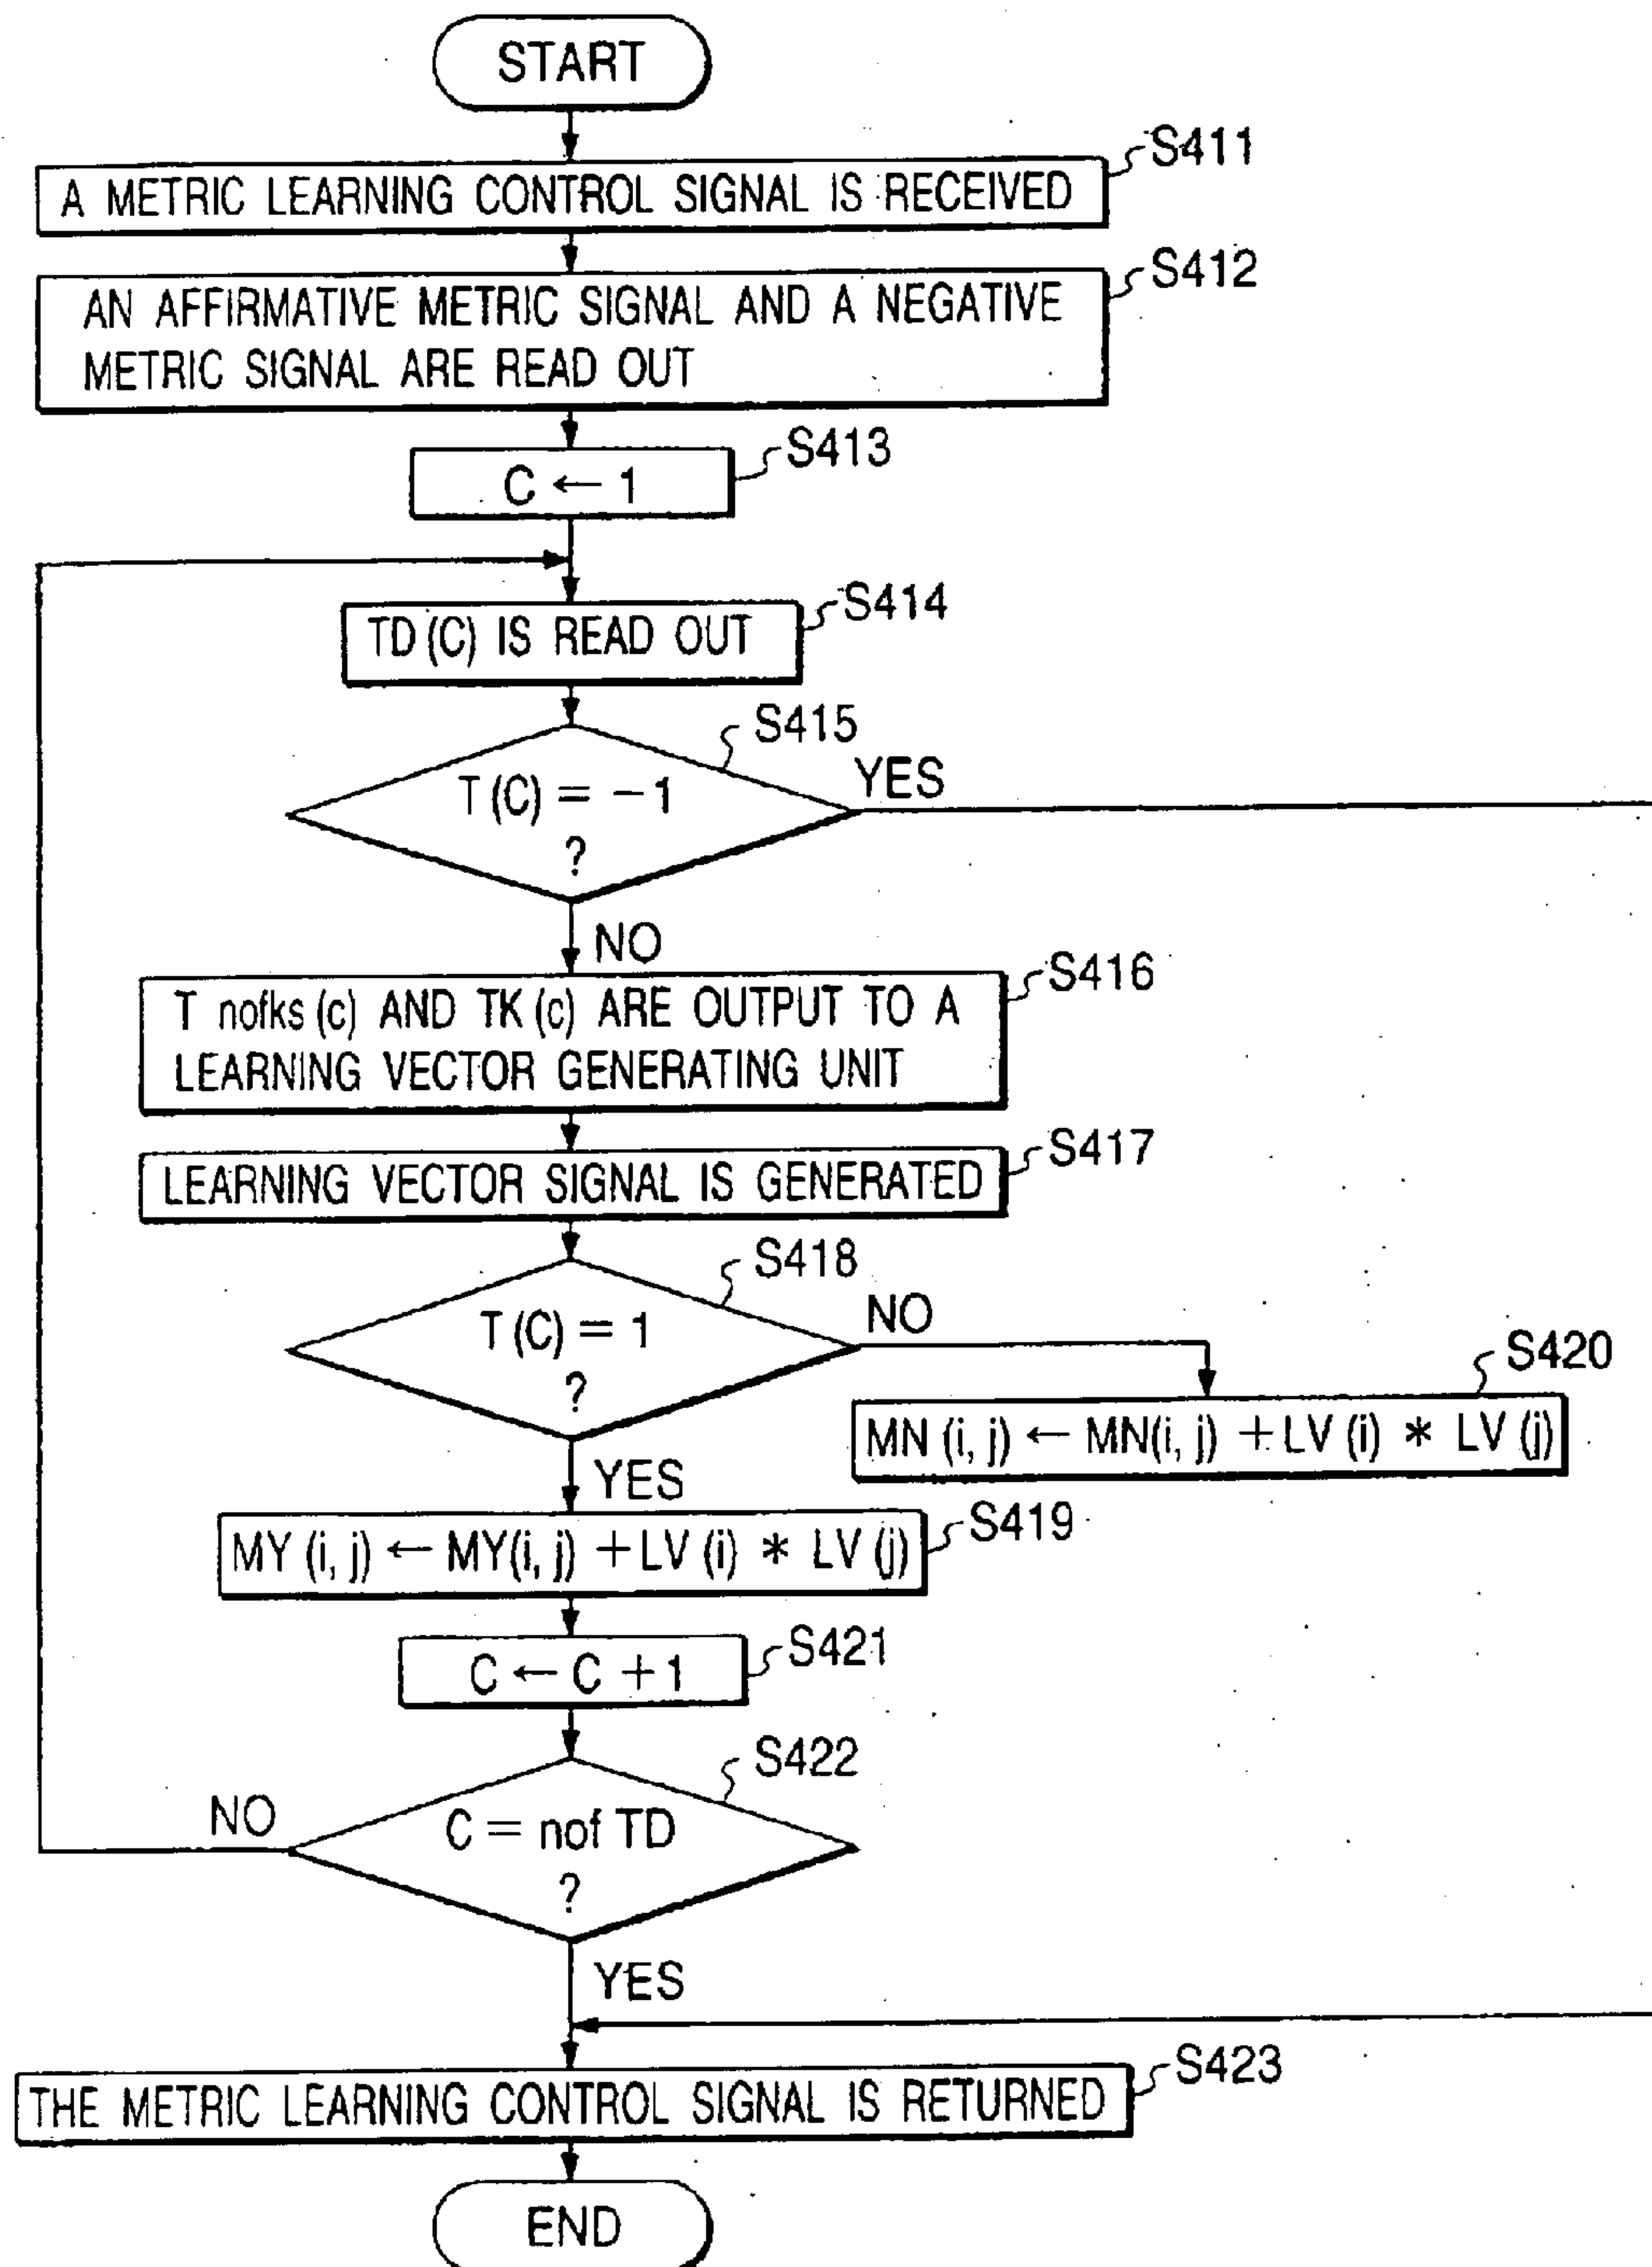 START
S411
A METRIC LEARNING CONTROL SIGNAL IS RECEIVED
S412
AN AFFIRMATIVE METRIC SIGNAL AND A NEGATIVE
METRIC SIGNAL ARE READ OUT
S413
C ← 1
S414
TD (C) IS READ OUT
S415
T (C) = −1
?
YES
NO
S416
T nofks (c) AND TK (c) ARE OUTPUT TO A
LEARNING VECTOR GENERATING UNIT
S417
LEARNING VECTOR SIGNAL IS GENERATED
S418
T (C) = 1
?
NO
S420
MN (i, j) ← MN(i, j) + LV (i) * LV (j)
YES
S419
MY (i, j) ← MY(i, j) + LV (i) * LV (j)
S421
C ← C + 1
S422
C = nof TD
?
NO
YES
S423
THE METRIC LEARNING CONTROL SIGNAL IS RETURNED
END